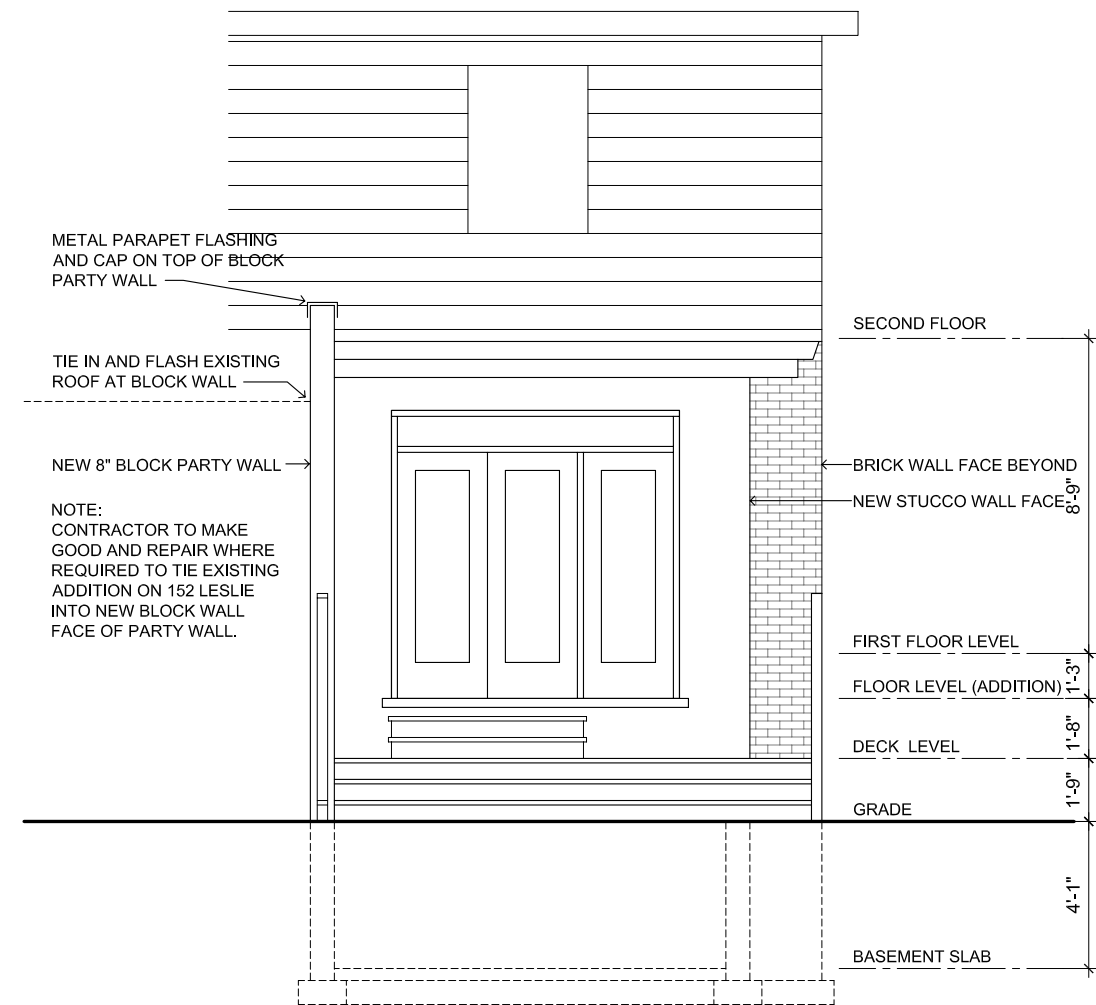 METAL PARAPET FLASHING
AND CAP ON TOP OF BLOCK
PARTY WALL
TIE IN AND FLASH EXISTING
ROOF AT BLOCK WALL
NEW 8" BLOCK PARTY WALL
NOTE:
CONTRACTOR TO MAKE
GOOD AND REPAIR WHERE
REQUIRED TO TIE EXISTING
ADDITION ON 152 LESLIE
INTO NEW BLOCK WALL
FACE OF PARTY WALL.
SECOND FLOOR
BRICK WALL FACE BEYOND
NEW STUCCO WALL FACE
8'-9"
FIRST FLOOR LEVEL
1'-3"
FLOOR LEVEL (ADDITION)
1'-8"
DECK LEVEL
1'-9"
GRADE
4'-1"
BASEMENT SLAB